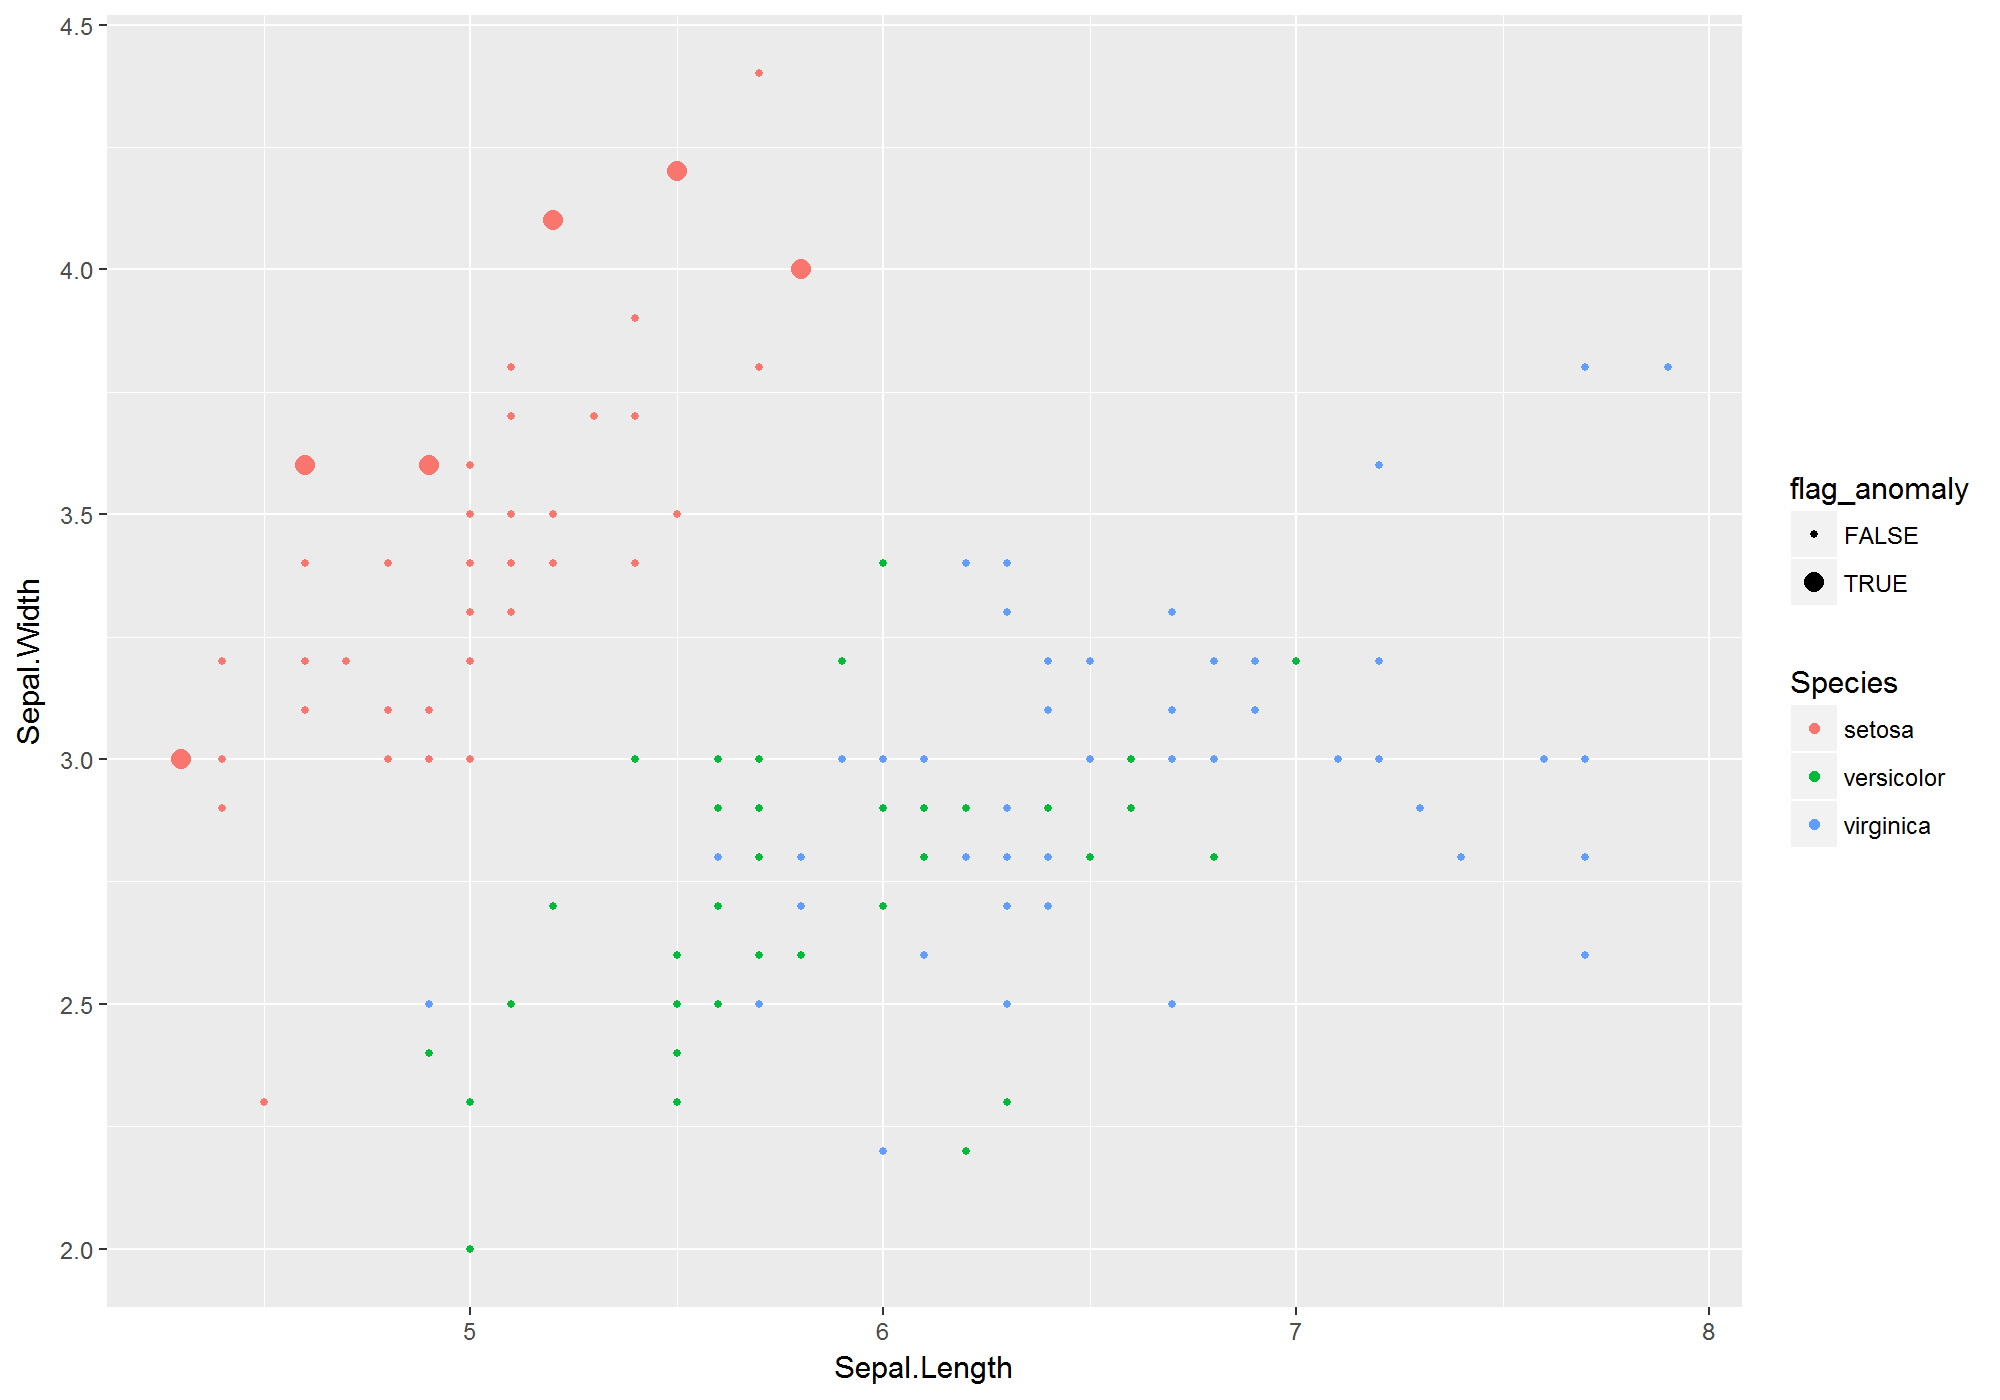 4.5
4.0
3.5
3.0
2.5
2.0
Sepal.Width
5
6
7
8
Sepal.Length
flag_anomaly
FALSE
TRUE
Species
setosa
versicolor
virginica